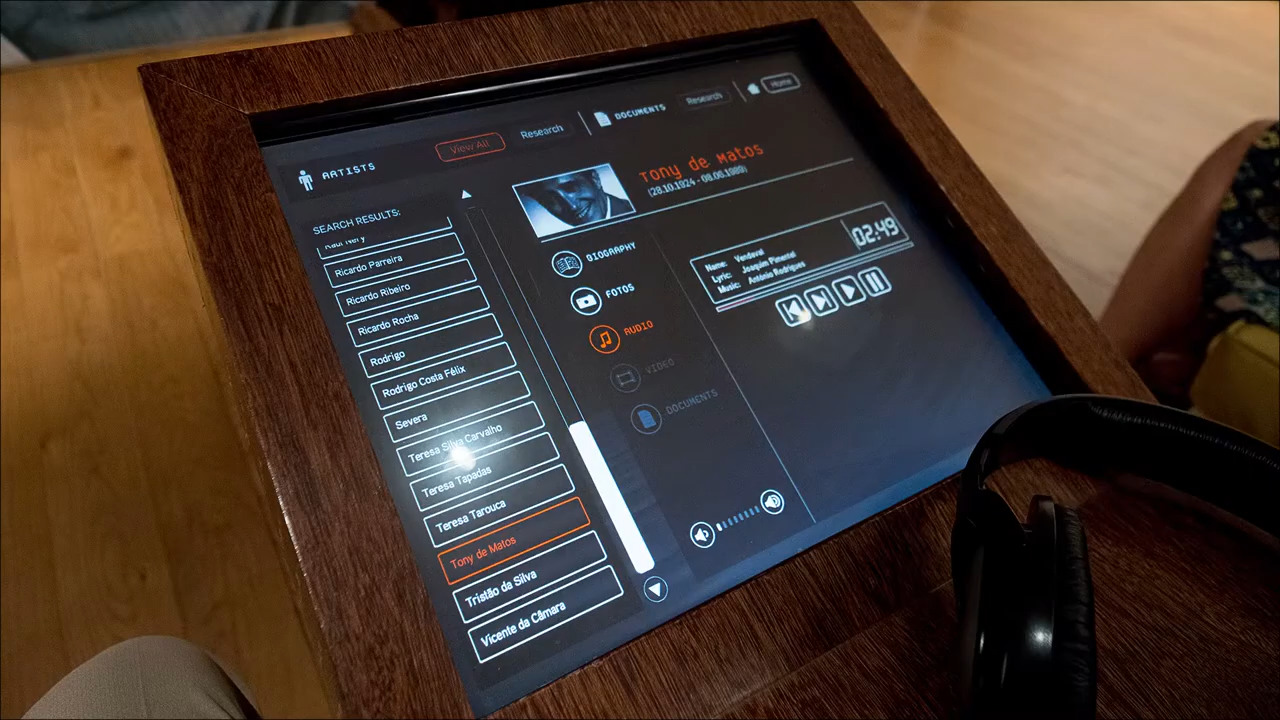 ARTISTS
View All
Research
DOCUMENTS
Research
Home
SEARCH RESULTS:
Raul Nery
Ricardo Parreira
Ricardo Ribeiro
Ricardo Rocha
Rodrigo
Rodrigo Costa Félix
Severa
Teresa Silva Carvalho
Teresa Tapadas
Teresa Tarouca
Tony de Matos
Tristão da Silva
Vicente da Câmara
Tony de Matos
(28.10.1924 - 08.06.1989)
BIOGRAPHY
FOTOS
AUDIO
VIDEO
DOCUMENTS
Name: Vendaval
Lyric: Joaquim Pimentel
Music: António Rodrigues
02:49